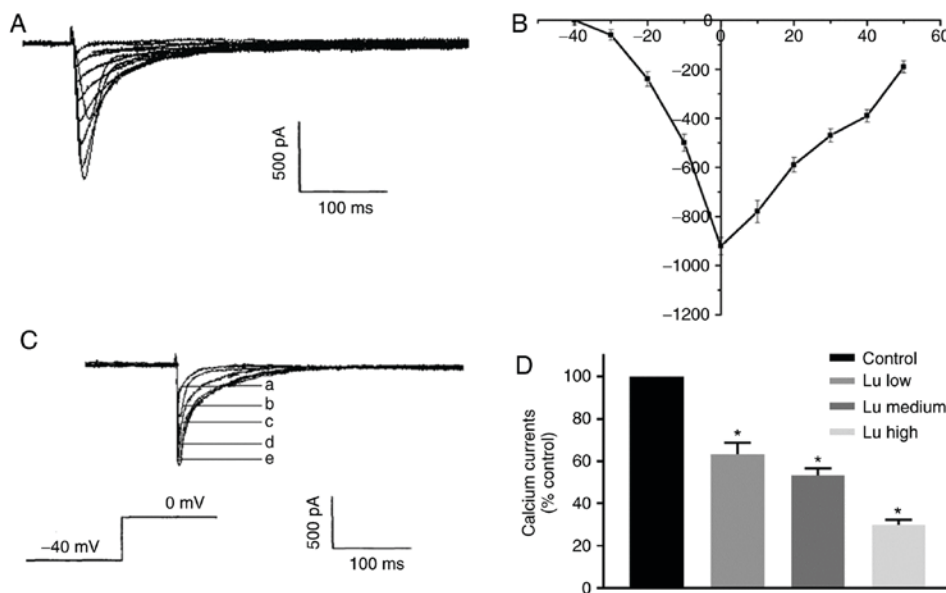 A
500 pA
100 ms
B
−40 −20 0 20 40 60
0
−200
−400
−600
−800
−1000
−1200
C
a
b
c
d
e
0 mV
−40 mV
500 pA
100 ms
D
Control
Lu low
Lu medium
Lu high
Calcium currents
(% control)
100
80
60
40
20
0
*
*
*